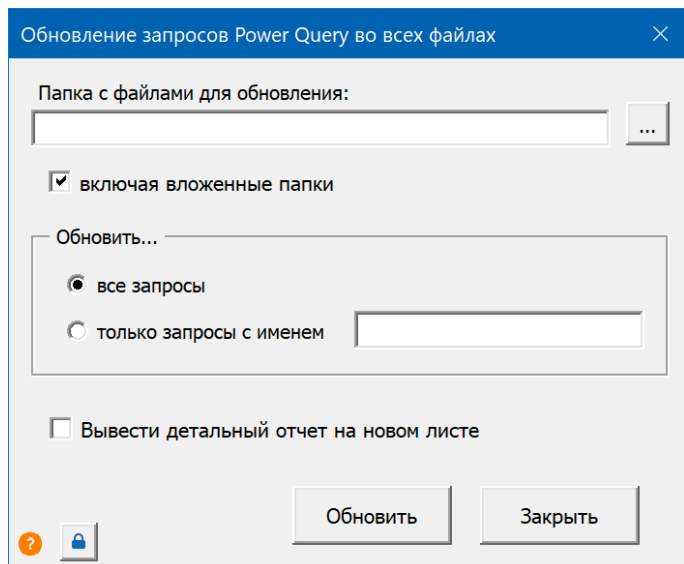 Обновление запросов Power Query во всех файлах
Папка с файлами для обновления:
...
включая вложенные папки
Обновить...
все запросы
только запросы с именем
Вывести детальный отчет на новом листе
Обновить Закрыть
?